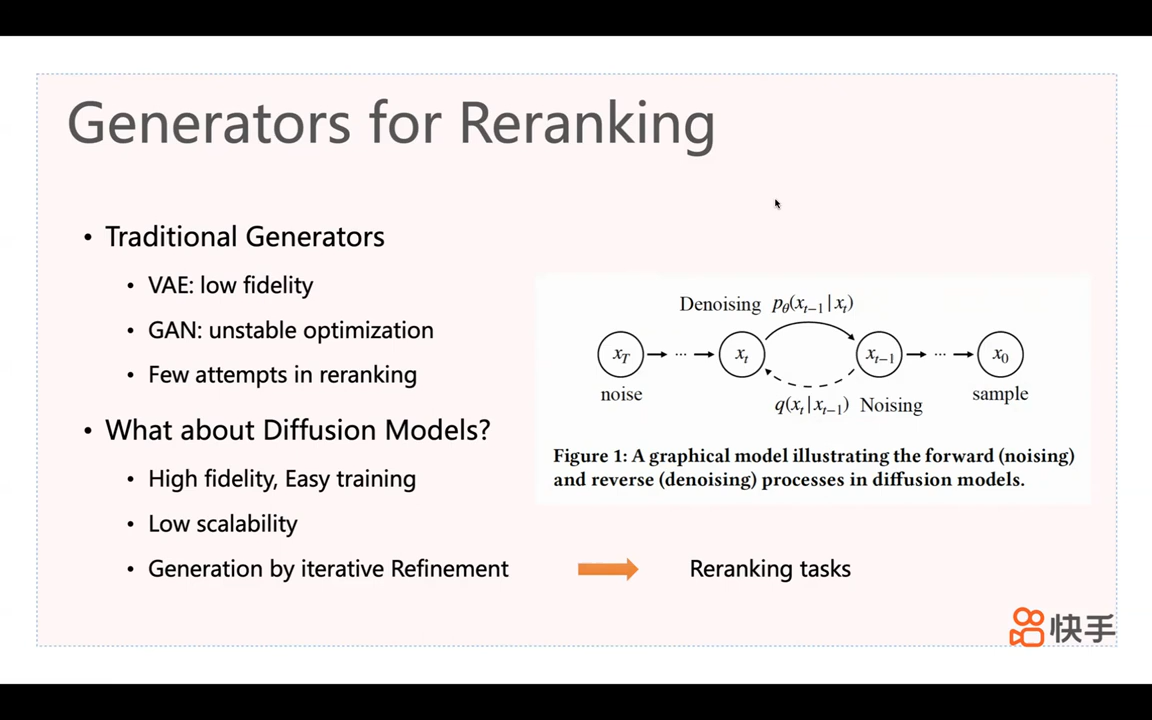 Generators for Reranking
• Traditional Generators
• VAE: low fidelity
• GAN: unstable optimization
• Few attempts in reranking
• What about Diffusion Models?
• High fidelity, Easy training
• Low scalability
• Generation by iterative Refinement
Reranking tasks
Denoising pθ(xt−1|xt)
xT → ··· → xt xt−1 → ··· → x0
noise
q(xt|xt−1) Noising
sample
Figure 1: A graphical model illustrating the forward (noising)
and reverse (denoising) processes in diffusion models.
快手